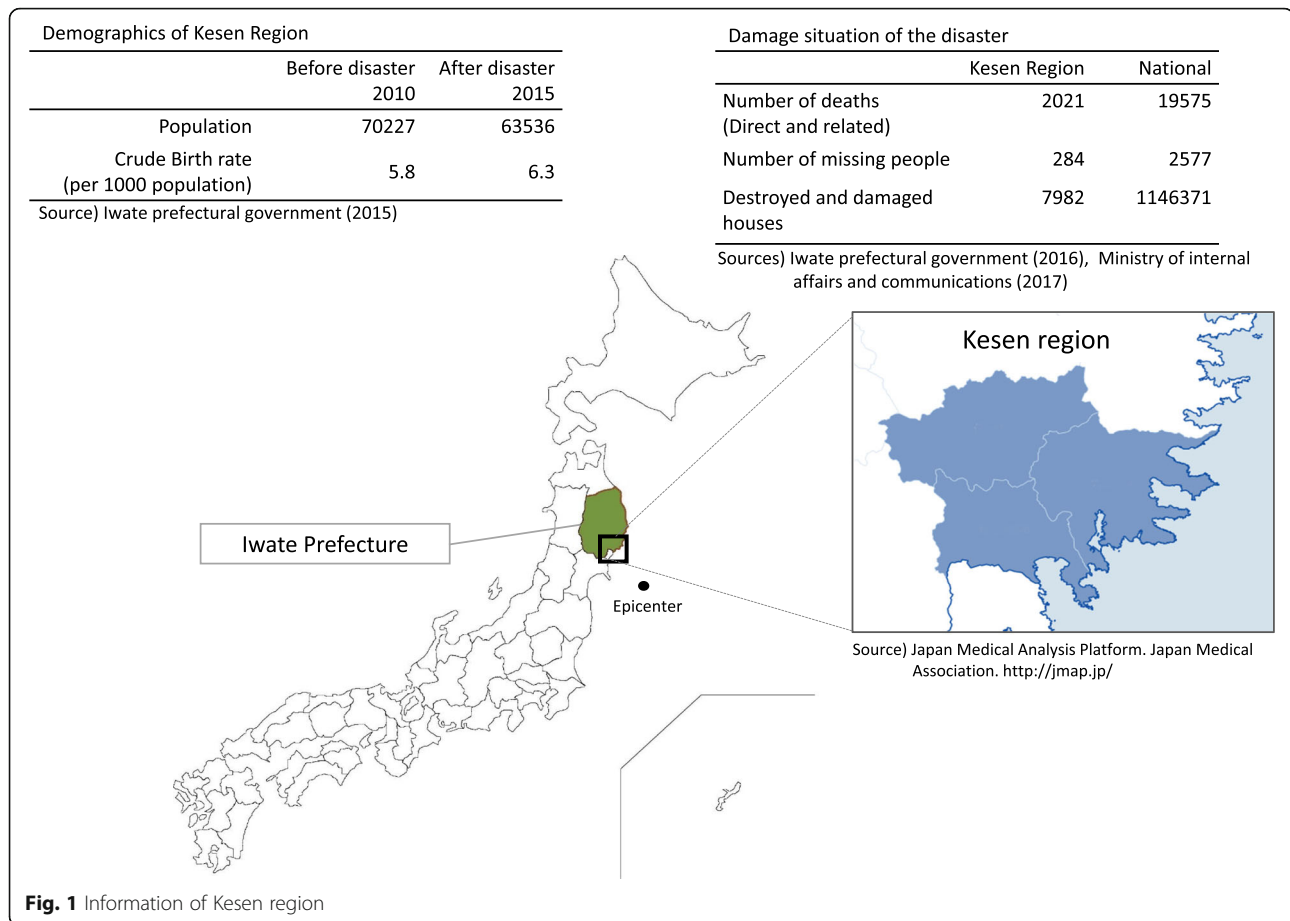 Demographics of Kesen Region
Before disaster After disaster
2010 2015
Population 70227 63536
Crude Birth rate
(per 1000 population) 5.8 6.3
Source) Iwate prefectural government (2015)
Damage situation of the disaster
Kesen Region National
Number of deaths 2021 19575
(Direct and related)
Number of missing people 284 2577
Destroyed and damaged 7982 1146371
houses
Sources) Iwate prefectural government (2016), Ministry of internal
affairs and communications (2017)
Kesen region
Iwate Prefecture
Epicenter
Source) Japan Medical Analysis Platform. Japan Medical
Association. http://jmap.jp/
Fig. 1 Information of Kesen region